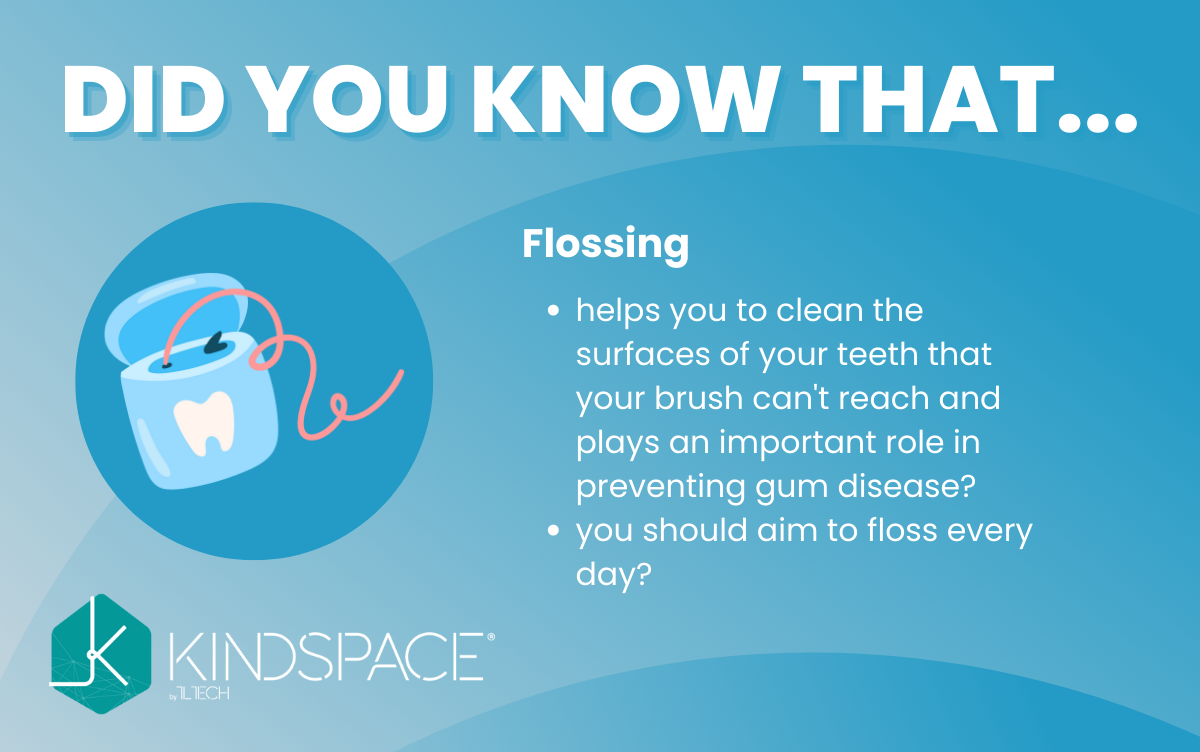 DID YOU KNOW THAT...
Flossing
• helps you to clean the
surfaces of your teeth that
your brush can't reach and
plays an important role in
preventing gum disease?
• you should aim to floss every
day?
KINDSPACE®
by TLTECH